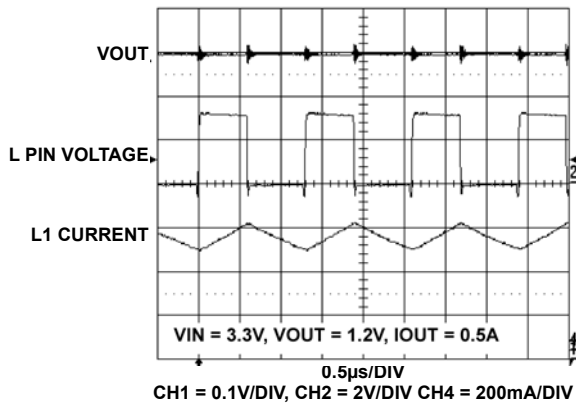 VOUT
L PIN VOLTAGE
2
L1 CURRENT
VIN = 3.3V, VOUT = 1.2V, IOUT = 0.5A
0.5µs/DIV
CH1 = 0.1V/DIV, CH2 = 2V/DIV CH4 = 200mA/DIV